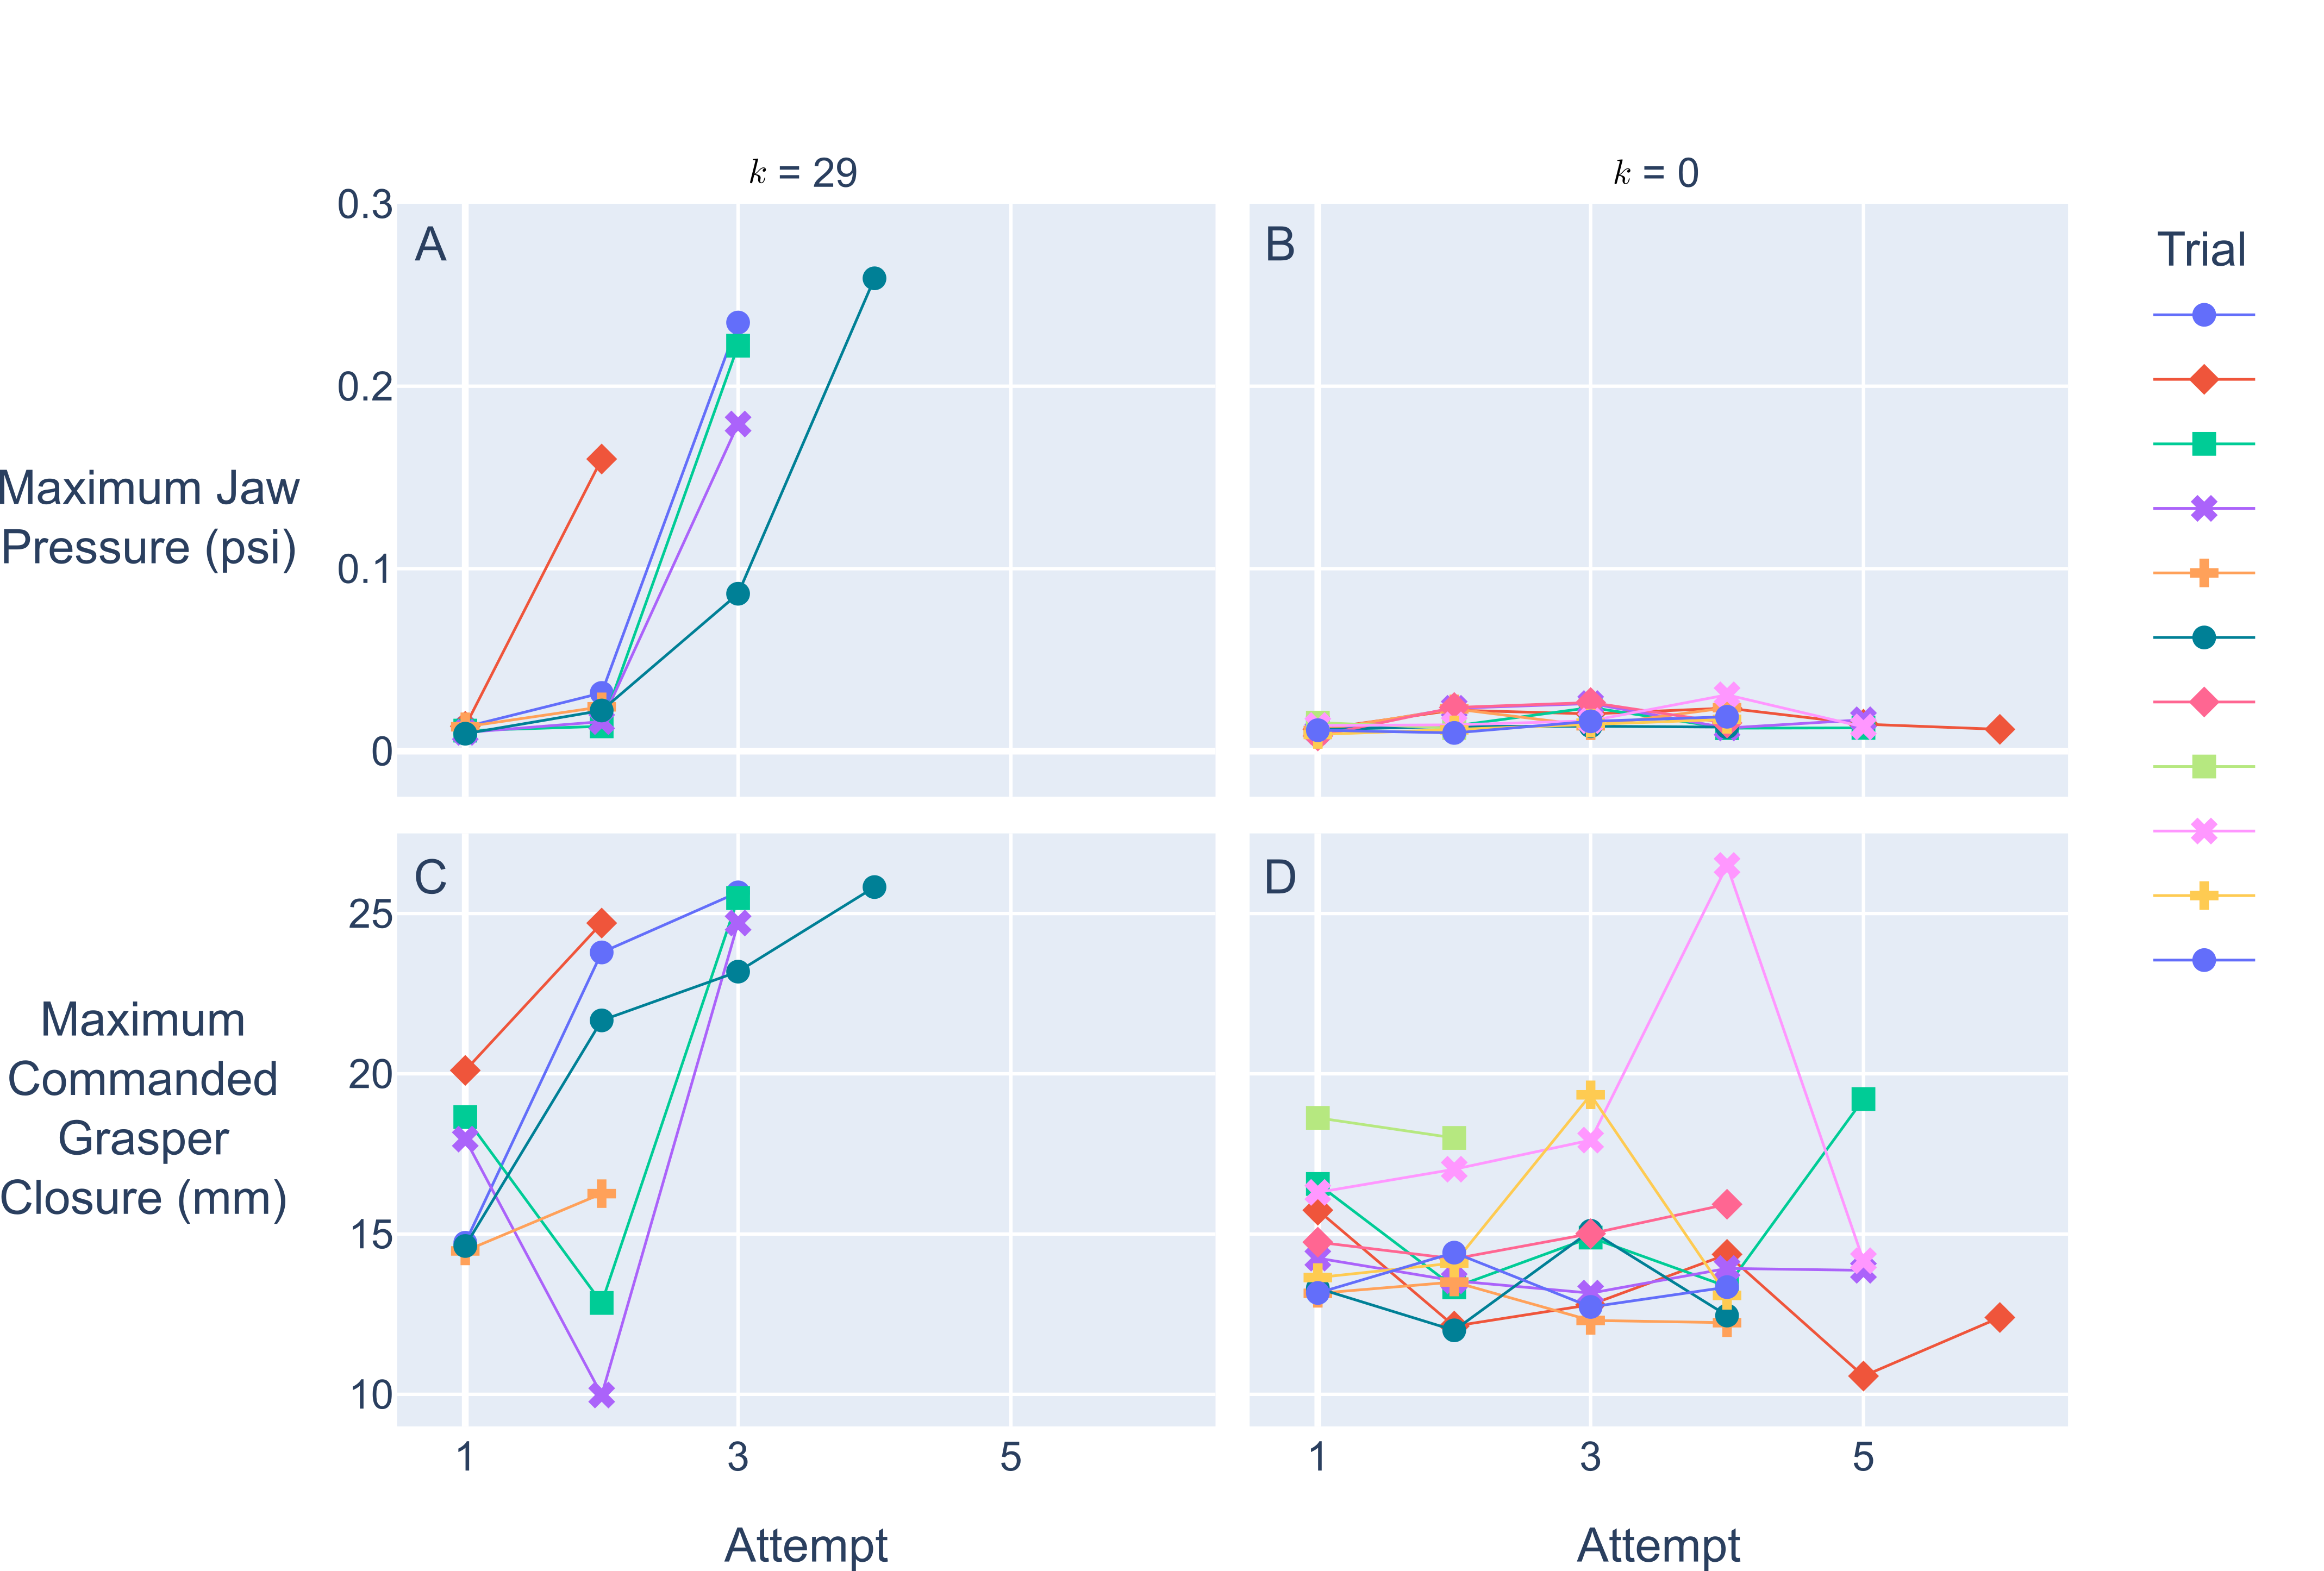 k = 29
k = 0
0.3
0.2
0.1
0
A
B
Maximum Jaw
Pressure (psi)
Trial
25
20
15
10
C
D
Maximum
Commanded
Grasper
Closure (mm)
1 3 5
1 3 5
Attempt
Attempt